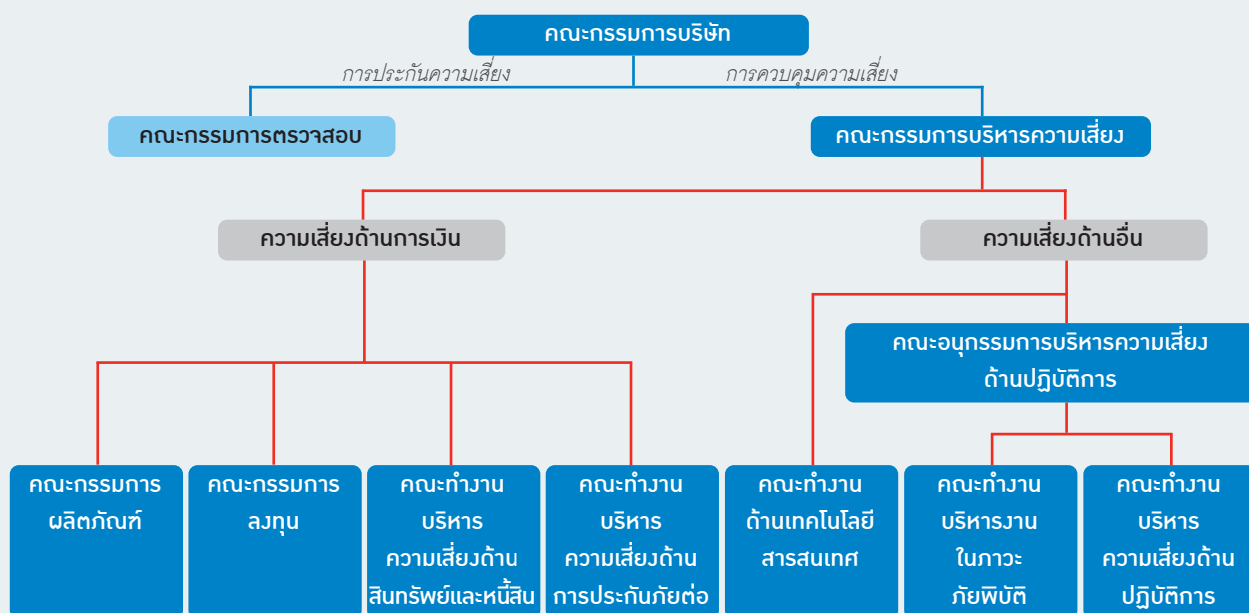 คณะกรรมการบริษัท
การประกันความเสี่ยง
การควบคุมความเสี่ยง
คณะกรรมการตรวจสอบ
คณะกรรมการบริหารความเสี่ยง
ความเสี่ยงด้านการเงิน
ความเสี่ยงด้านอื่น
คณะอนุกรรมการบริหารความเสี่ยง
ด้านปฏิบัติการ
คณะกรรมการ
ผลิตภัณฑ์
คณะกรรมการ
ลงทุน
คณะทำงาน
บริหาร
ความเสี่ยงด้าน
สินทรัพย์และหนี้สิน
คณะทำงาน
บริหาร
ความเสี่ยงด้าน
การประกันภัยต่อ
คณะทำงาน
ด้านเทคโนโลยี
สารสนเทศ
คณะทำงาน
บริหารงาน
ในภาวะ
ภัยพิบัติ
คณะทำงาน
บริหาร
ความเสี่ยงด้าน
ปฏิบัติการ